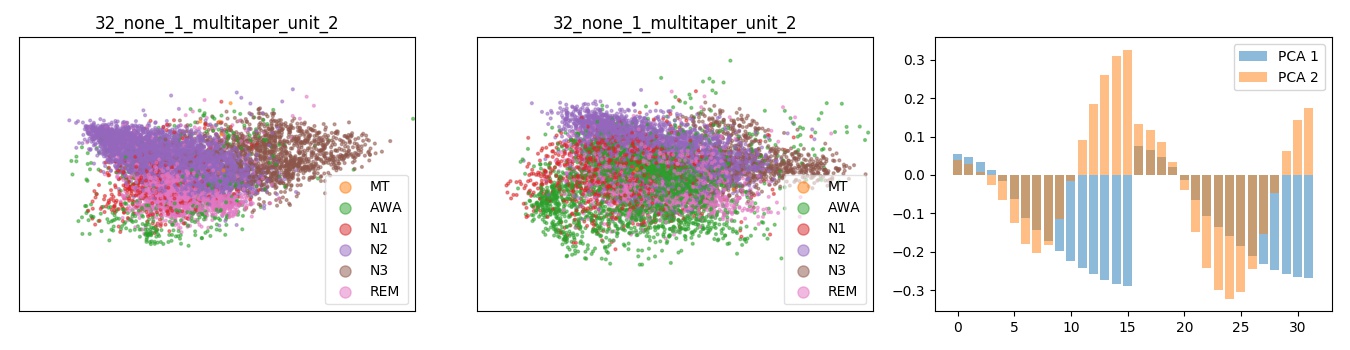 32_none_1_multitaper_unit_2
MT
AWA
N1
N2
N3
REM
32_none_1_multitaper_unit_2
MT
AWA
N1
N2
N3
REM
PCA 1
PCA 2
0.3
0.2
0.1
0.0
−0.1
−0.2
−0.3
0 5 10 15 20 25 30